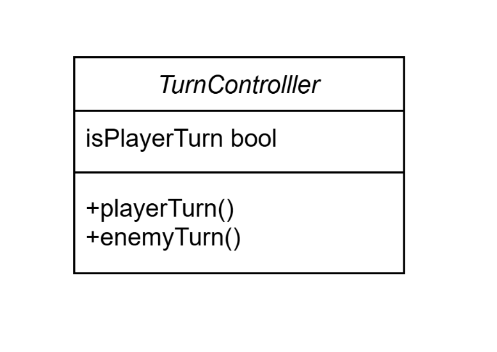 TurnControlller
isPlayerTurn bool
+playerTurn()
+enemyTurn()